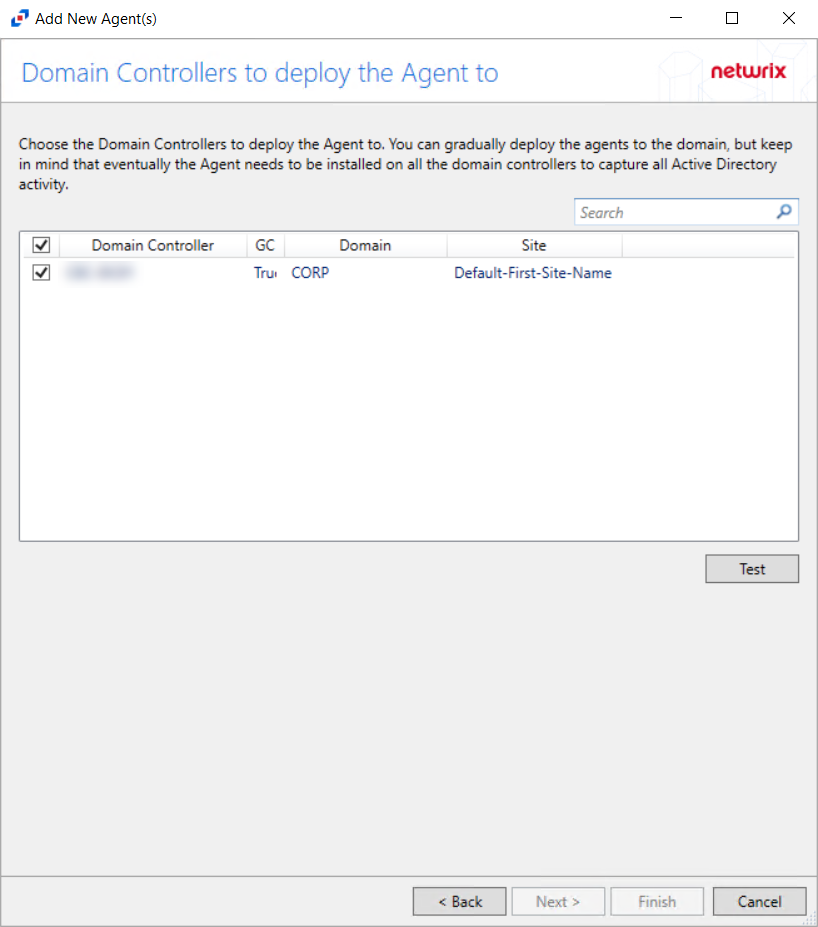 Add New Agent(s)
Domain Controllers to deploy the Agent to
netwrix
Choose the Domain Controllers to deploy the Agent to. You can gradually deploy the agents to the domain, but keep
in mind that eventually the Agent needs to be installed on all the domain controllers to capture all Active Directory
activity.
Search
Domain Controller GC Domain Site
Tru CORP Default-First-Site-Name
Test
< Back Next > Finish Cancel